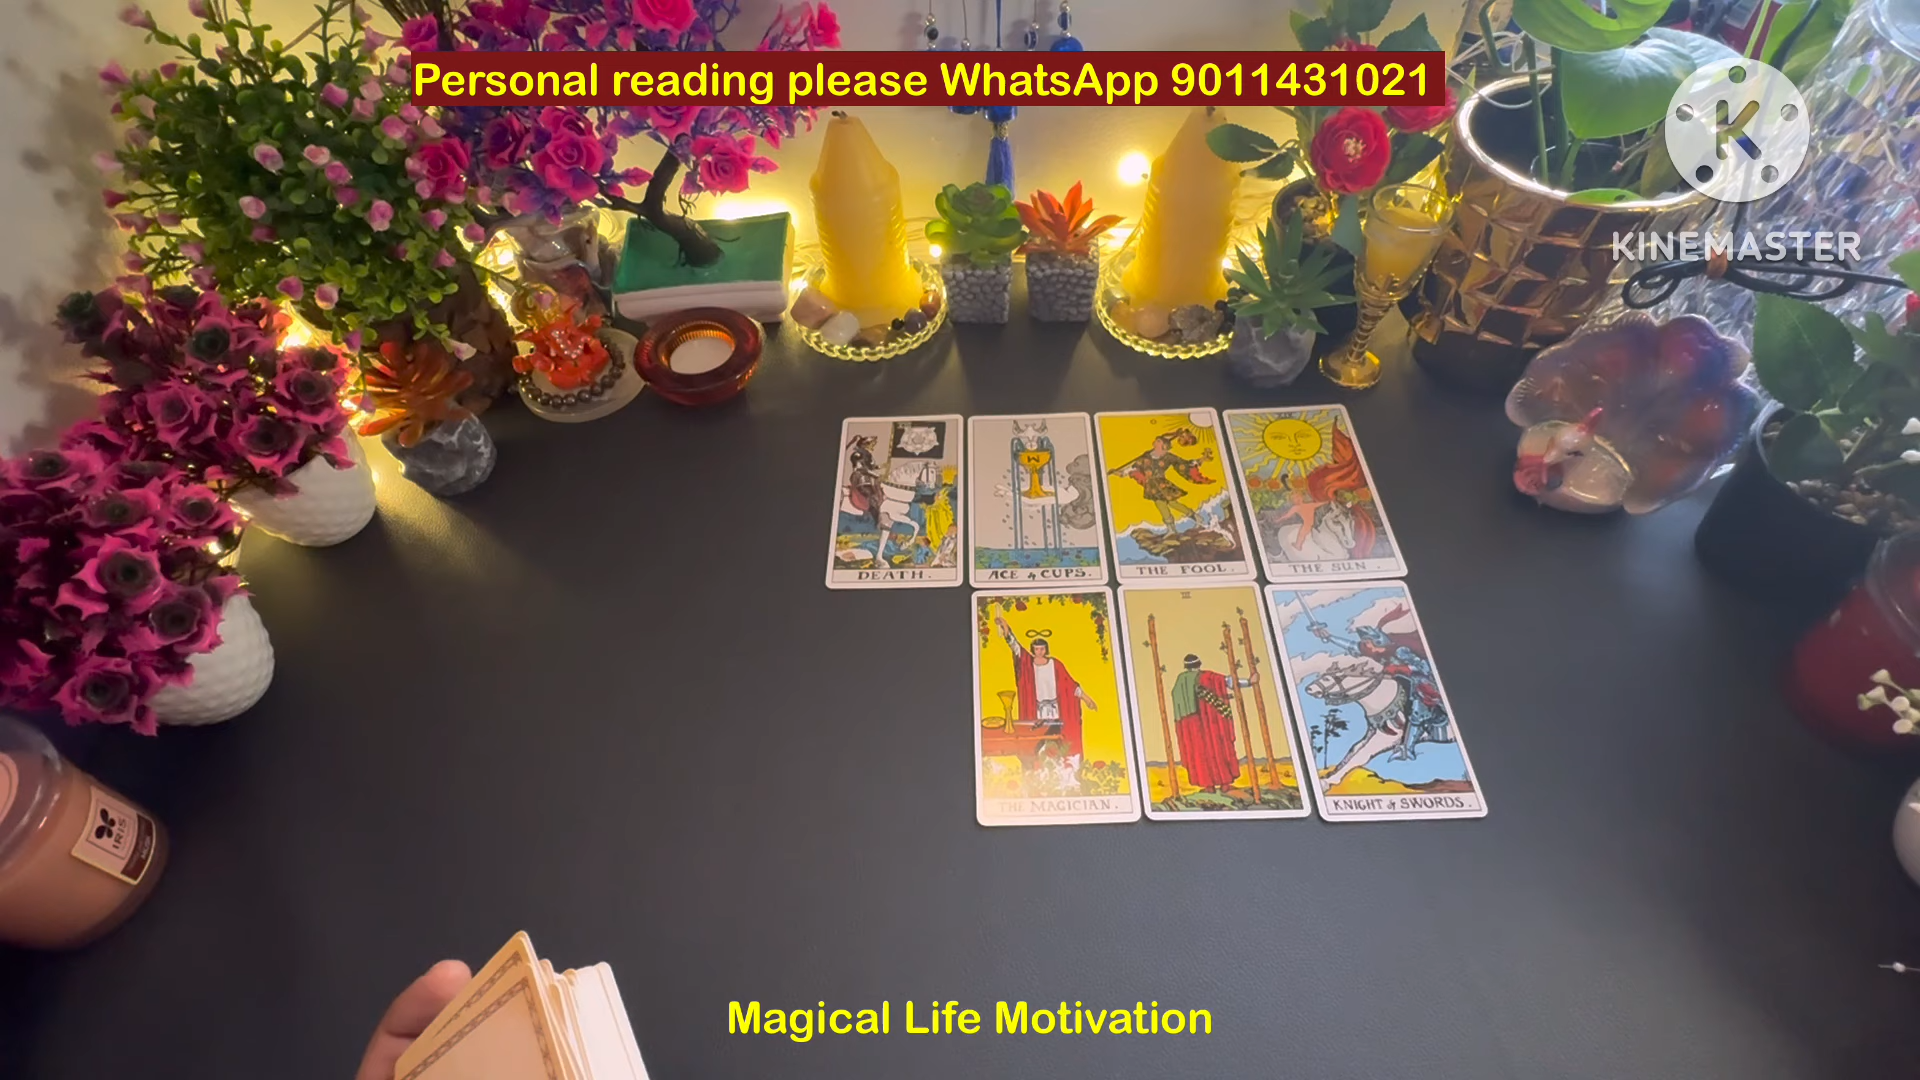 Personal reading please WhatsApp 9011431021
KINEMASTER
DEATH.
ACE of CUPS.
THE FOOL.
THE SUN.
I
THE MAGICIAN.
III
KNIGHT of SWORDS.
IRIS
Magical Life Motivation